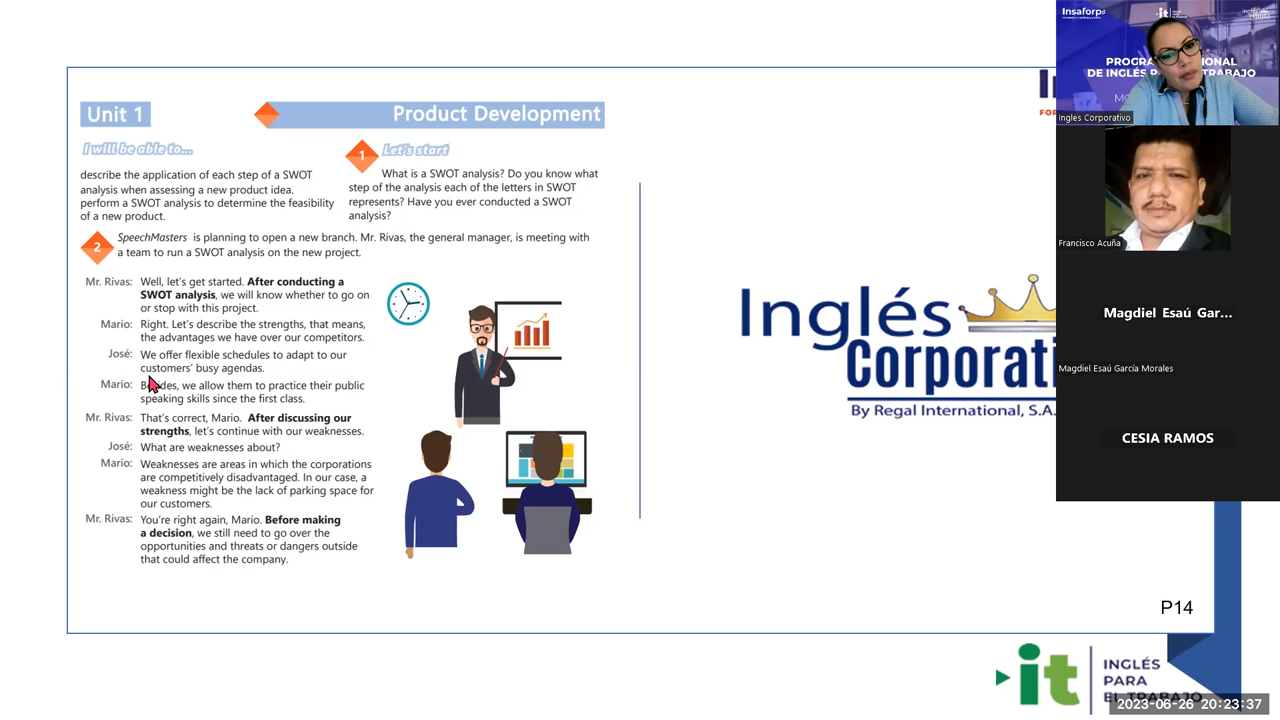 Unit 1
Product Development
I will be able to...
describe the application of each step of a SWOT
analysis when assessing a new product idea.
perform a SWOT analysis to determine the feasibility
of a new product.
1
Let's start
What is a SWOT analysis? Do you know what
step of the analysis each of the letters in SWOT
represents? Have you ever conducted a SWOT
analysis?
2
SpeechMasters is planning to open a new branch. Mr. Rivas, the general manager, is meeting with
a team to run a SWOT analysis on the new project.
Mr. Rivas: Well, let's get started. After conducting a
SWOT analysis, we will know whether to go on
or stop with this project.
Mario: Right. Let's describe the strengths, that means,
the advantages we have over our competitors.
José: We offer flexible schedules to adapt to our
customers' busy agendas.
Mario: Besides, we allow them to practice their public
speaking skills since the first class.
Mr. Rivas: That's correct, Mario. After discussing our
strengths, let's continue with our weaknesses.
José: What are weaknesses about?
Mario: Weaknesses are areas in which the corporations
are competitively disadvantaged. In our case, a
weakness might be the lack of parking space for
our customers.
Mr. Rivas: You're right again, Mario. Before making
a decision, we still need to go over the
opportunities and threats or dangers outside
that could affect the company.
Inglés
Corporati
By Regal International, S.A.
P14
it
INGLÉS
PARA
EL TRABAJO
2023-06-26 20:23:37
Insaforp
it
PROGRA IONAL
DE INGLÉS P TRABAJO
Ingles Corporativo
Francisco Acuña
Magdiel Esaú Gar...
Magdiel Esaú García Morales
CESIA RAMOS